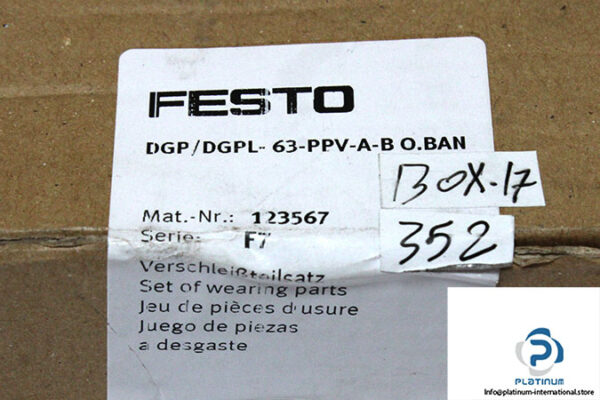 FESTO
DGP/DGPL- 63-PPV-A-B O.BAN
BOX-17
Mat.-Nr.: 123567
352
Serie: F7
Verschleißteilsatz
Set of wearing parts
Jeu de pièces d'usure
Juego de piezas
a desgaste
PLATINUM
Info@platinum-international.store